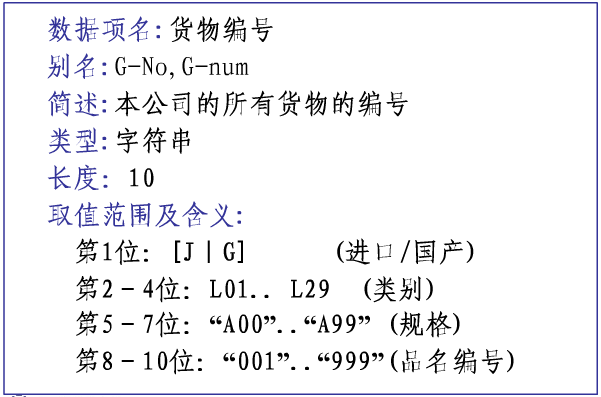 数据项名:货物编号
别名:G-No,G-num
简述:本公司的所有货物的编号
类型:字符串
长度: 10
取值范围及含义:
第1位: [J|G] (进口/国产)
第2-4位: L01.. L29 (类别)
第5-7位: “A00”..“A99” (规格)
第8-10位: “001”..“999”(品名编号)